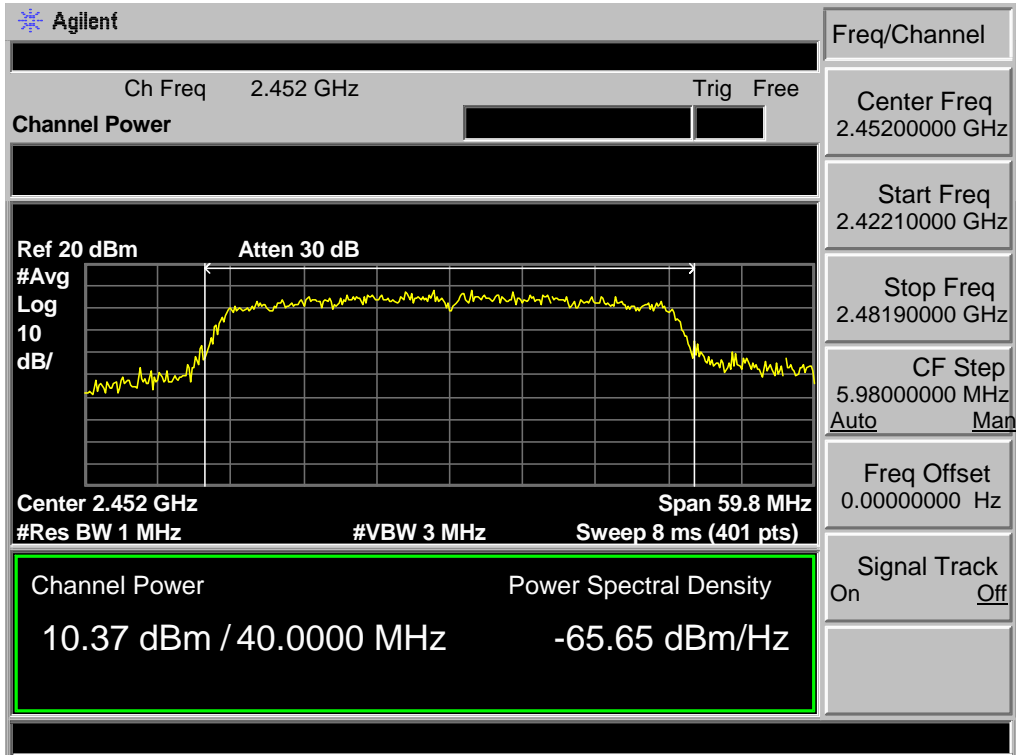 Agilent
Freq/Channel
Ch Freq 2.452 GHz Trig Free
Channel Power
Center Freq
2.45200000 GHz
Start Freq
2.42210000 GHz
Stop Freq
2.48190000 GHz
CF Step
5.98000000 MHz
Auto Man
Freq Offset
0.00000000 Hz
Signal Track
On Off
Ref 20 dBm Atten 30 dB
#Avg
Log
10
dB/
Center 2.452 GHz Span 59.8 MHz
#Res BW 1 MHz #VBW 3 MHz Sweep 8 ms (401 pts)
Channel Power Power Spectral Density
10.37 dBm / 40.0000 MHz -65.65 dBm/Hz